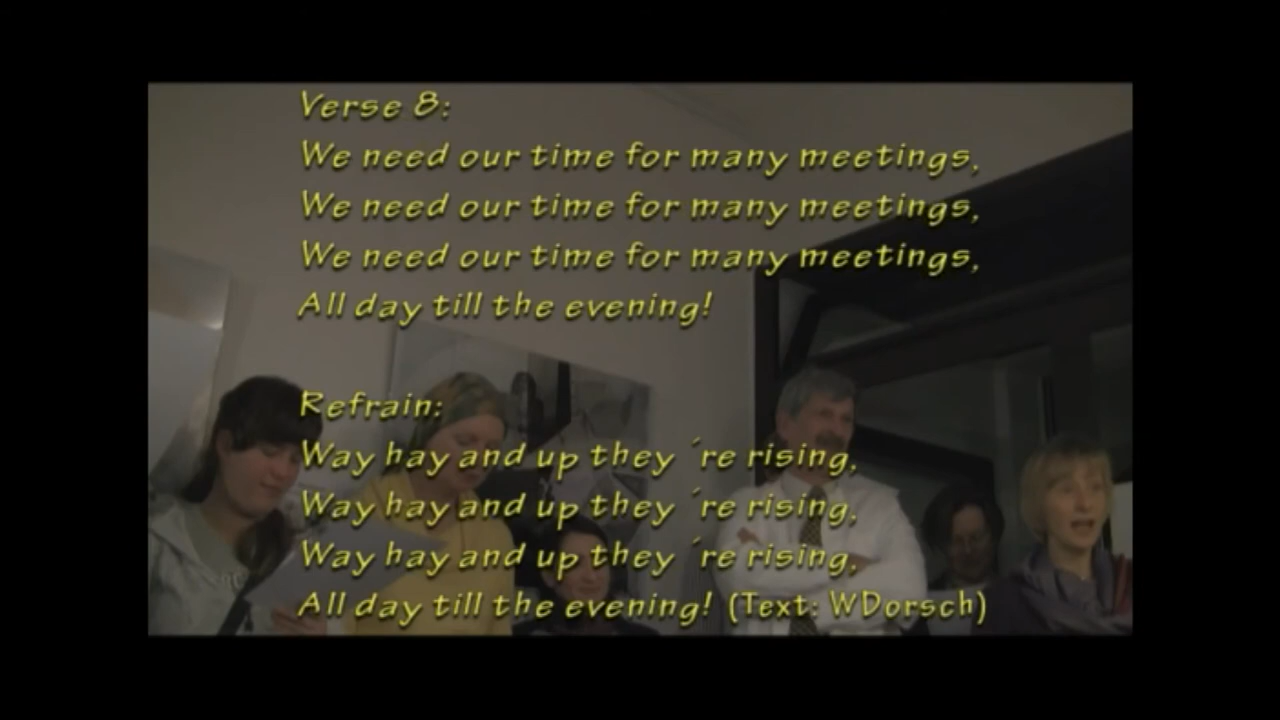 Verse 8:
We need our time for many meetings,
We need our time for many meetings,
We need our time for many meetings,
All day till the evening!
Refrain:
Way hay and up they ´re rising,
Way hay and up they ´re rising,
Way hay and up they ´re rising,
All day till the evening! (Text: WDorsch)